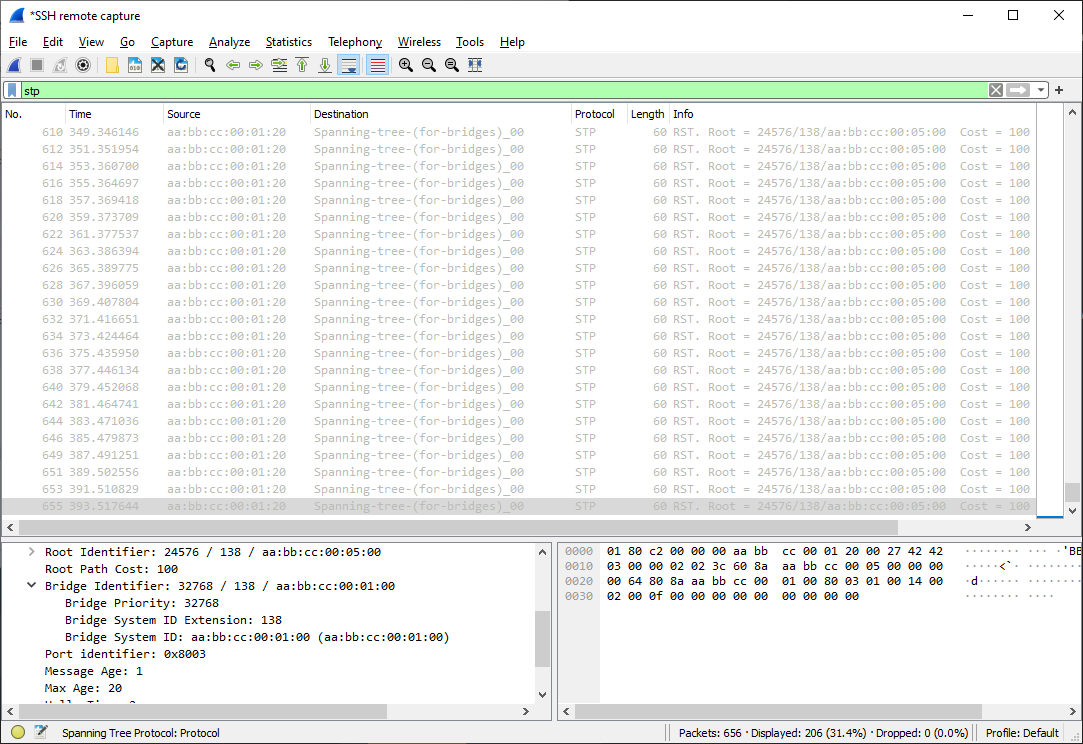 *SSH remote capture
File Edit View Go Capture Analyze Statistics Telephony Wireless Tools Help
stp
No. Time Source Destination Protocol Length Info
610 349.346146 aa:bb:cc:00:01:20 Spanning-tree-(for-bridges)_00 STP 60 RST. Root = 24576/138/aa:bb:cc:00:05:00 Cost = 100
612 351.351954 aa:bb:cc:00:01:20 Spanning-tree-(for-bridges)_00 STP 60 RST. Root = 24576/138/aa:bb:cc:00:05:00 Cost = 100
614 353.360700 aa:bb:cc:00:01:20 Spanning-tree-(for-bridges)_00 STP 60 RST. Root = 24576/138/aa:bb:cc:00:05:00 Cost = 100
616 355.364697 aa:bb:cc:00:01:20 Spanning-tree-(for-bridges)_00 STP 60 RST. Root = 24576/138/aa:bb:cc:00:05:00 Cost = 100
618 357.369418 aa:bb:cc:00:01:20 Spanning-tree-(for-bridges)_00 STP 60 RST. Root = 24576/138/aa:bb:cc:00:05:00 Cost = 100
620 359.373709 aa:bb:cc:00:01:20 Spanning-tree-(for-bridges)_00 STP 60 RST. Root = 24576/138/aa:bb:cc:00:05:00 Cost = 100
622 361.377537 aa:bb:cc:00:01:20 Spanning-tree-(for-bridges)_00 STP 60 RST. Root = 24576/138/aa:bb:cc:00:05:00 Cost = 100
624 363.386394 aa:bb:cc:00:01:20 Spanning-tree-(for-bridges)_00 STP 60 RST. Root = 24576/138/aa:bb:cc:00:05:00 Cost = 100
626 365.389775 aa:bb:cc:00:01:20 Spanning-tree-(for-bridges)_00 STP 60 RST. Root = 24576/138/aa:bb:cc:00:05:00 Cost = 100
628 367.396059 aa:bb:cc:00:01:20 Spanning-tree-(for-bridges)_00 STP 60 RST. Root = 24576/138/aa:bb:cc:00:05:00 Cost = 100
630 369.407804 aa:bb:cc:00:01:20 Spanning-tree-(for-bridges)_00 STP 60 RST. Root = 24576/138/aa:bb:cc:00:05:00 Cost = 100
632 371.416651 aa:bb:cc:00:01:20 Spanning-tree-(for-bridges)_00 STP 60 RST. Root = 24576/138/aa:bb:cc:00:05:00 Cost = 100
634 373.424464 aa:bb:cc:00:01:20 Spanning-tree-(for-bridges)_00 STP 60 RST. Root = 24576/138/aa:bb:cc:00:05:00 Cost = 100
636 375.435950 aa:bb:cc:00:01:20 Spanning-tree-(for-bridges)_00 STP 60 RST. Root = 24576/138/aa:bb:cc:00:05:00 Cost = 100
638 377.446134 aa:bb:cc:00:01:20 Spanning-tree-(for-bridges)_00 STP 60 RST. Root = 24576/138/aa:bb:cc:00:05:00 Cost = 100
640 379.452068 aa:bb:cc:00:01:20 Spanning-tree-(for-bridges)_00 STP 60 RST. Root = 24576/138/aa:bb:cc:00:05:00 Cost = 100
642 381.464741 aa:bb:cc:00:01:20 Spanning-tree-(for-bridges)_00 STP 60 RST. Root = 24576/138/aa:bb:cc:00:05:00 Cost = 100
644 383.471036 aa:bb:cc:00:01:20 Spanning-tree-(for-bridges)_00 STP 60 RST. Root = 24576/138/aa:bb:cc:00:05:00 Cost = 100
646 385.479873 aa:bb:cc:00:01:20 Spanning-tree-(for-bridges)_00 STP 60 RST. Root = 24576/138/aa:bb:cc:00:05:00 Cost = 100
649 387.491251 aa:bb:cc:00:01:20 Spanning-tree-(for-bridges)_00 STP 60 RST. Root = 24576/138/aa:bb:cc:00:05:00 Cost = 100
651 389.502556 aa:bb:cc:00:01:20 Spanning-tree-(for-bridges)_00 STP 60 RST. Root = 24576/138/aa:bb:cc:00:05:00 Cost = 100
653 391.510829 aa:bb:cc:00:01:20 Spanning-tree-(for-bridges)_00 STP 60 RST. Root = 24576/138/aa:bb:cc:00:05:00 Cost = 100
655 393.517644 aa:bb:cc:00:01:20 Spanning-tree-(for-bridges)_00 STP 60 RST. Root = 24576/138/aa:bb:cc:00:05:00 Cost = 100
Root Identifier: 24576 / 138 / aa:bb:cc:00:05:00
Root Path Cost: 100
Bridge Identifier: 32768 / 138 / aa:bb:cc:00:01:00
Bridge Priority: 32768
Bridge System ID Extension: 138
Bridge System ID: aa:bb:cc:00:01:00 (aa:bb:cc:00:01:00)
Port identifier: 0x8003
Message Age: 1
Max Age: 20
0000 01 80 c2 00 00 00 aa bb cc 00 01 20 00 27 42 42 ········ ··· ·'BB
0010 03 00 00 02 02 3c 60 8a aa bb cc 00 05 00 00 00 ·····<`· ········
0020 00 64 80 8a aa bb cc 00 01 00 80 03 01 00 14 00 ·d······ ········
0030 02 00 0f 00 00 00 00 00 00 00 00 00 ········ ····
Spanning Tree Protocol: Protocol
Packets: 656 · Displayed: 206 (31.4%) · Dropped: 0 (0.0%)
Profile: Default